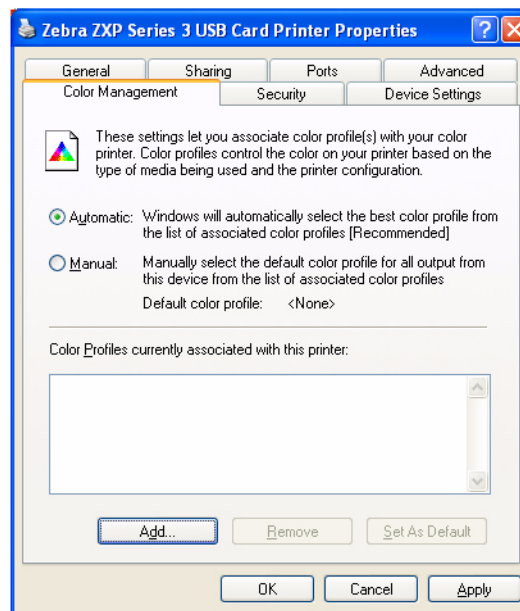 Zebra ZXP Series 3 USB Card Printer Properties
General Sharing Ports Advanced
Color Management Security Device Settings
These settings let you associate color profile(s) with your color
printer. Color profiles control the color on your printer based on the
type of media being used and the printer configuration.
Automatic: Windows will automatically select the best color profile from
the list of associated color profiles [Recommended]
Manual: Manually select the default color profile for all output from
this device from the list of associated color profiles
Default color profile: <None>
Color Profiles currently associated with this printer:
Add... Remove Set As Default
OK Cancel Apply